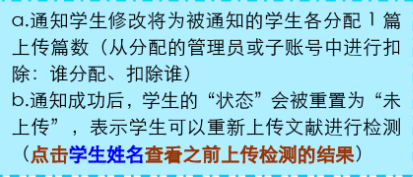 a.通知学生修改将为被通知的学生各分配 1 篇
上传篇数（从分配的管理员或子账号中进行扣
除：谁分配、扣除谁）
b.通知成功后，学生的“状态”会被重置为“未
上传”，表示学生可以重新上传文献进行检测
（点击学生姓名查看之前上传检测的结果）